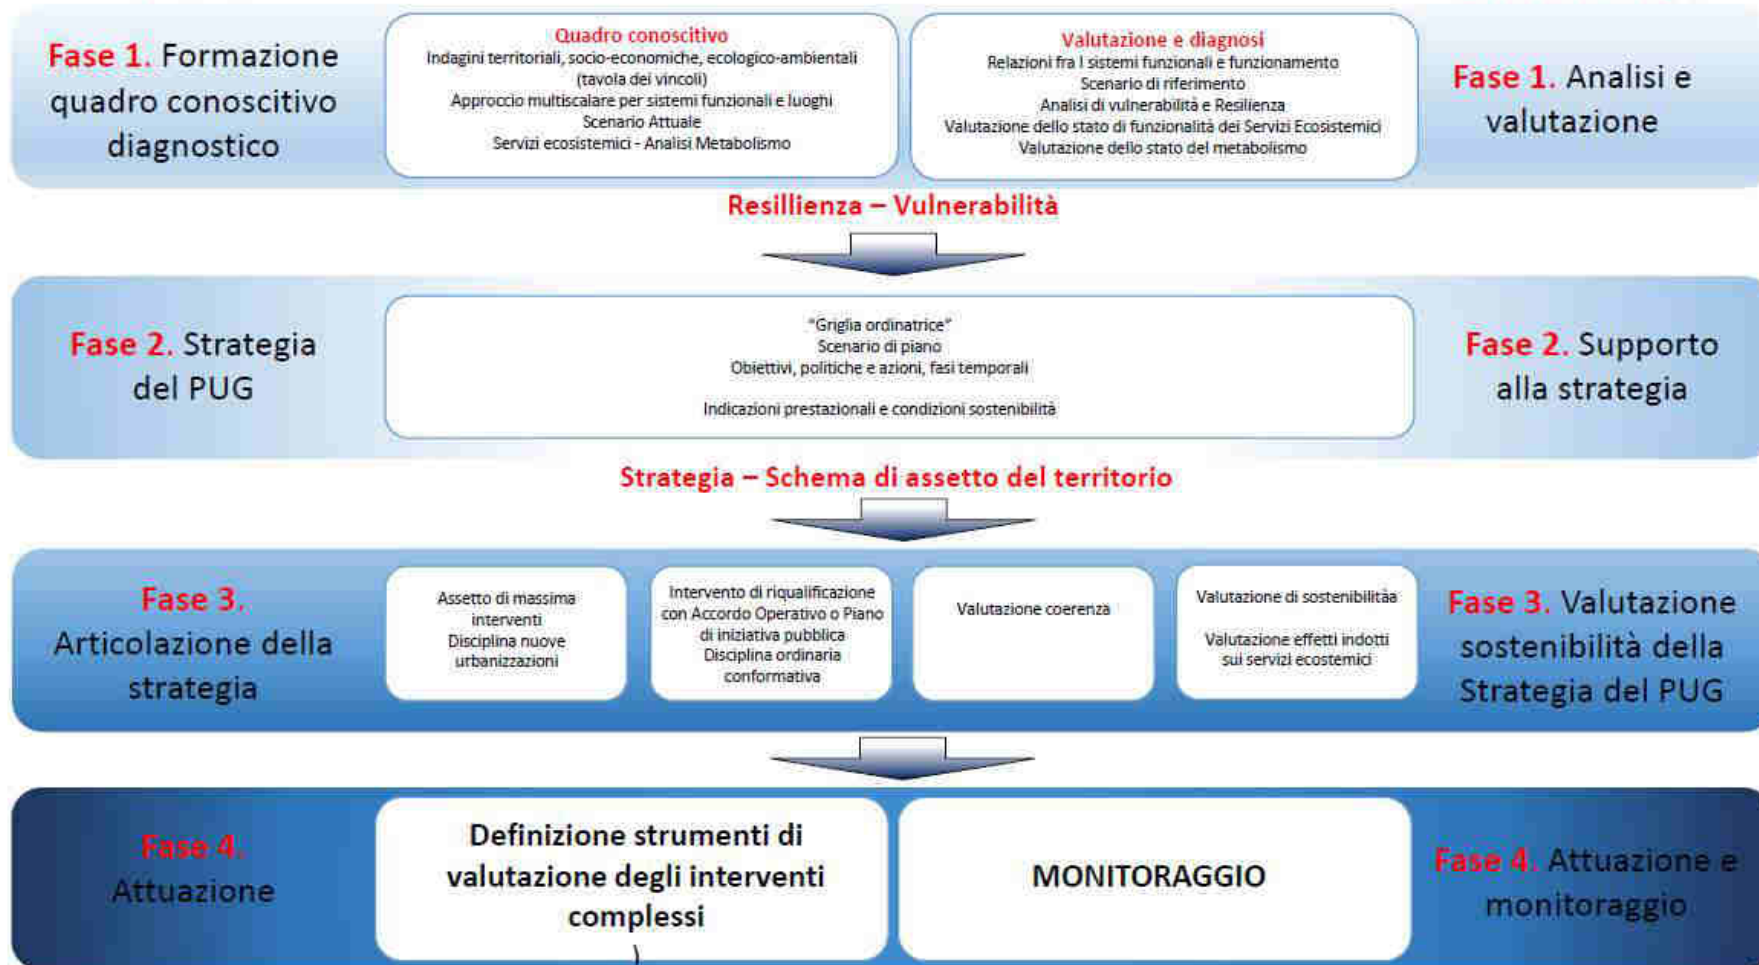 Fase 1. Formazione
quadro conoscitivo
diagnostico
Quadro conoscitivo
Indagini territoriali, socio-economiche, ecologico-ambientali
(tavola dei vincoli)
Approccio multiscalare per sistemi funzionali e luoghi
Scenario Attuale
Servizi ecosistemici - Analisi Metabolismo
Valutazione e diagnosi
Relazioni fra I sistemi funzionali e funzionamento
Scenario di riferimento
Analisi di vulnerabilità e Resilienza
Valutazione dello stato di funzionalità dei Servizi Ecosistemici
Valutazione dello stato del metabolismo
Fase 1. Analisi e
valutazione
Resillienza – Vulnerabilità
Fase 2. Strategia
del PUG
"Griglia ordinatrice"
Scenario di piano
Obiettivi, politiche e azioni, fasi temporali
Indicazioni prestazionali e condizioni sostenibilità
Fase 2. Supporto
alla strategia
Strategia – Schema di assetto del territorio
Fase 3.
Articolazione della
strategia
Assetto di massima
interventi
Disciplina nuove
urbanizzazioni
Intervento di riqualificazione
con Accordo Operativo o Piano
di iniziativa pubblica
Disciplina ordinaria
conformativa
Valutazione coerenza
Valutazione di sostenibilitàa
Valutazione effetti indotti
sui servizi ecostemici
Fase 3. Valutazione
sostenibilità della
Strategia del PUG
Fase 4.
Attuazione
Definizione strumenti di
valutazione degli interventi
complessi
)
MONITORAGGIO
Fase 4. Attuazione e
monitoraggio